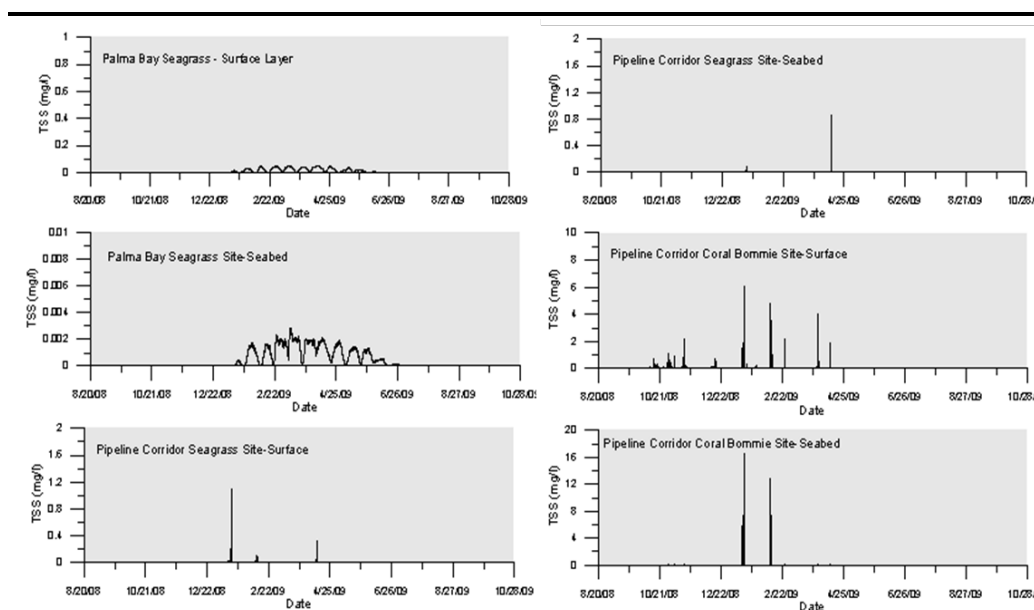 Palma Bay Seagrass - Surface Layer
TSS (mg/l)
1
0.8
0.6
0.4
0.2
0
8/20/08 10/21/08 12/22/08 2/22/09 4/25/09 6/26/09 8/27/09 10/28/09
Date
Pipeline Corridor Seagrass Site-Seabed
TSS (mg/l)
2
1.6
1.2
0.8
0.4
0
8/20/08 10/21/08 12/22/08 2/22/09 4/25/09 6/26/09 8/27/09 10/28/
Date
Palma Bay Seagrass Site-Seabed
TSS (mg/l)
0.01
0.008
0.006
0.004
0.002
0
8/20/08 10/21/08 12/22/08 2/22/09 4/25/09 6/26/09 8/27/09 10/28/0
Date
Pipeline Corridor Coral Bommie Site-Surface
TSS (mg/l)
10
8
6
4
2
0
8/20/08 10/21/08 12/22/08 2/22/09 4/25/09 6/26/09 8/27/09 10/28/09
Date
Pipeline Corridor Seagrass Site-Surface
TSS (mg/l)
2
1.6
1.2
0.8
0.4
0
8/20/08 10/21/08 12/22/08 2/22/09 4/25/09 6/26/09 8/27/09 10/28/09
Date
Pipeline Corridor Coral Bommie Site-Seabed
TSS (mg/l)
20
16
12
8
4
0
8/20/08 10/21/08 12/22/08 2/22/09 4/25/09 6/26/09 8/27/09 10/28/09
Date